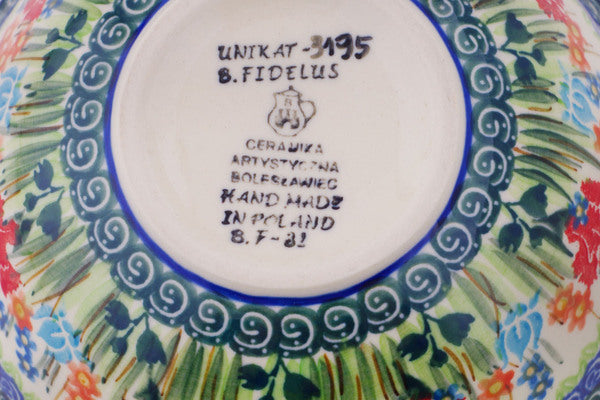 UNIKAT-3195
B. FIDELUS
CERAMIKA
ARTYSTYCZNA
BOLESŁAWIEC
HAND MADE
IN POLAND
B. F-81